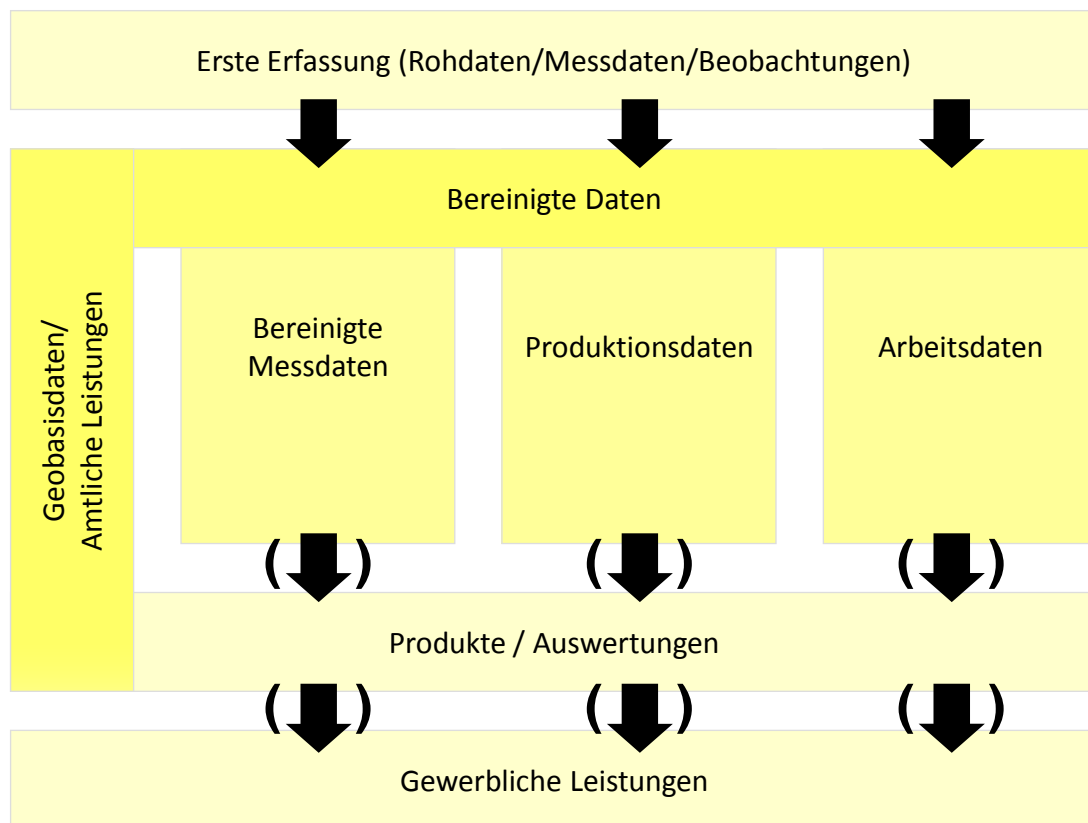 Erste Erfassung (Rohdaten/Messdaten/Beobachtungen)
Bereinigte Daten
Geobasisdaten/
Amtliche Leistungen
Bereinigte
Messdaten
Produktionsdaten
Arbeitsdaten
( ) ( ) ( )
Produkte / Auswertungen
( ) ( ) ( )
Gewerbliche Leistungen